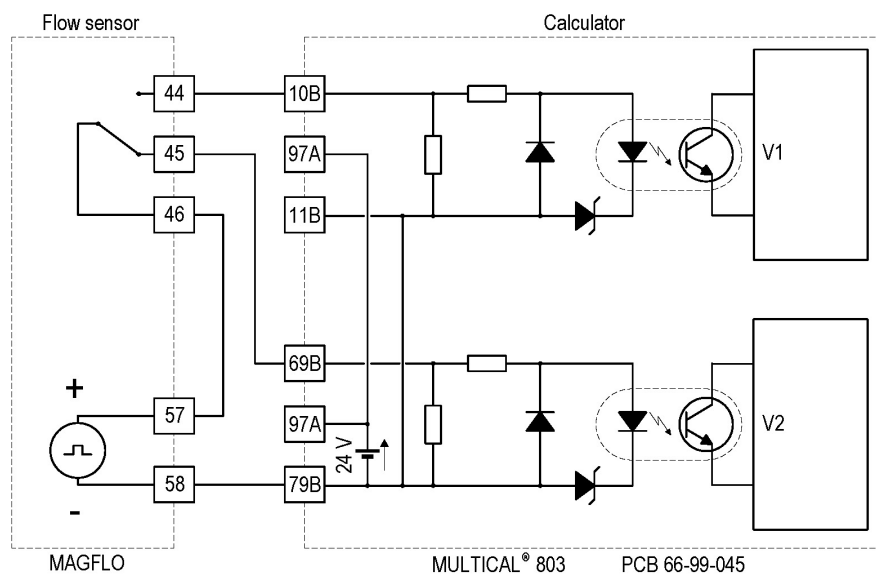 Flow sensor
Calculator
44
10B
45
97A
V1
46
11B
69B
+
57
97A
V2
24 V
58
79B
-
MAGFLO
MULTICAL® 803
PCB 66-99-045